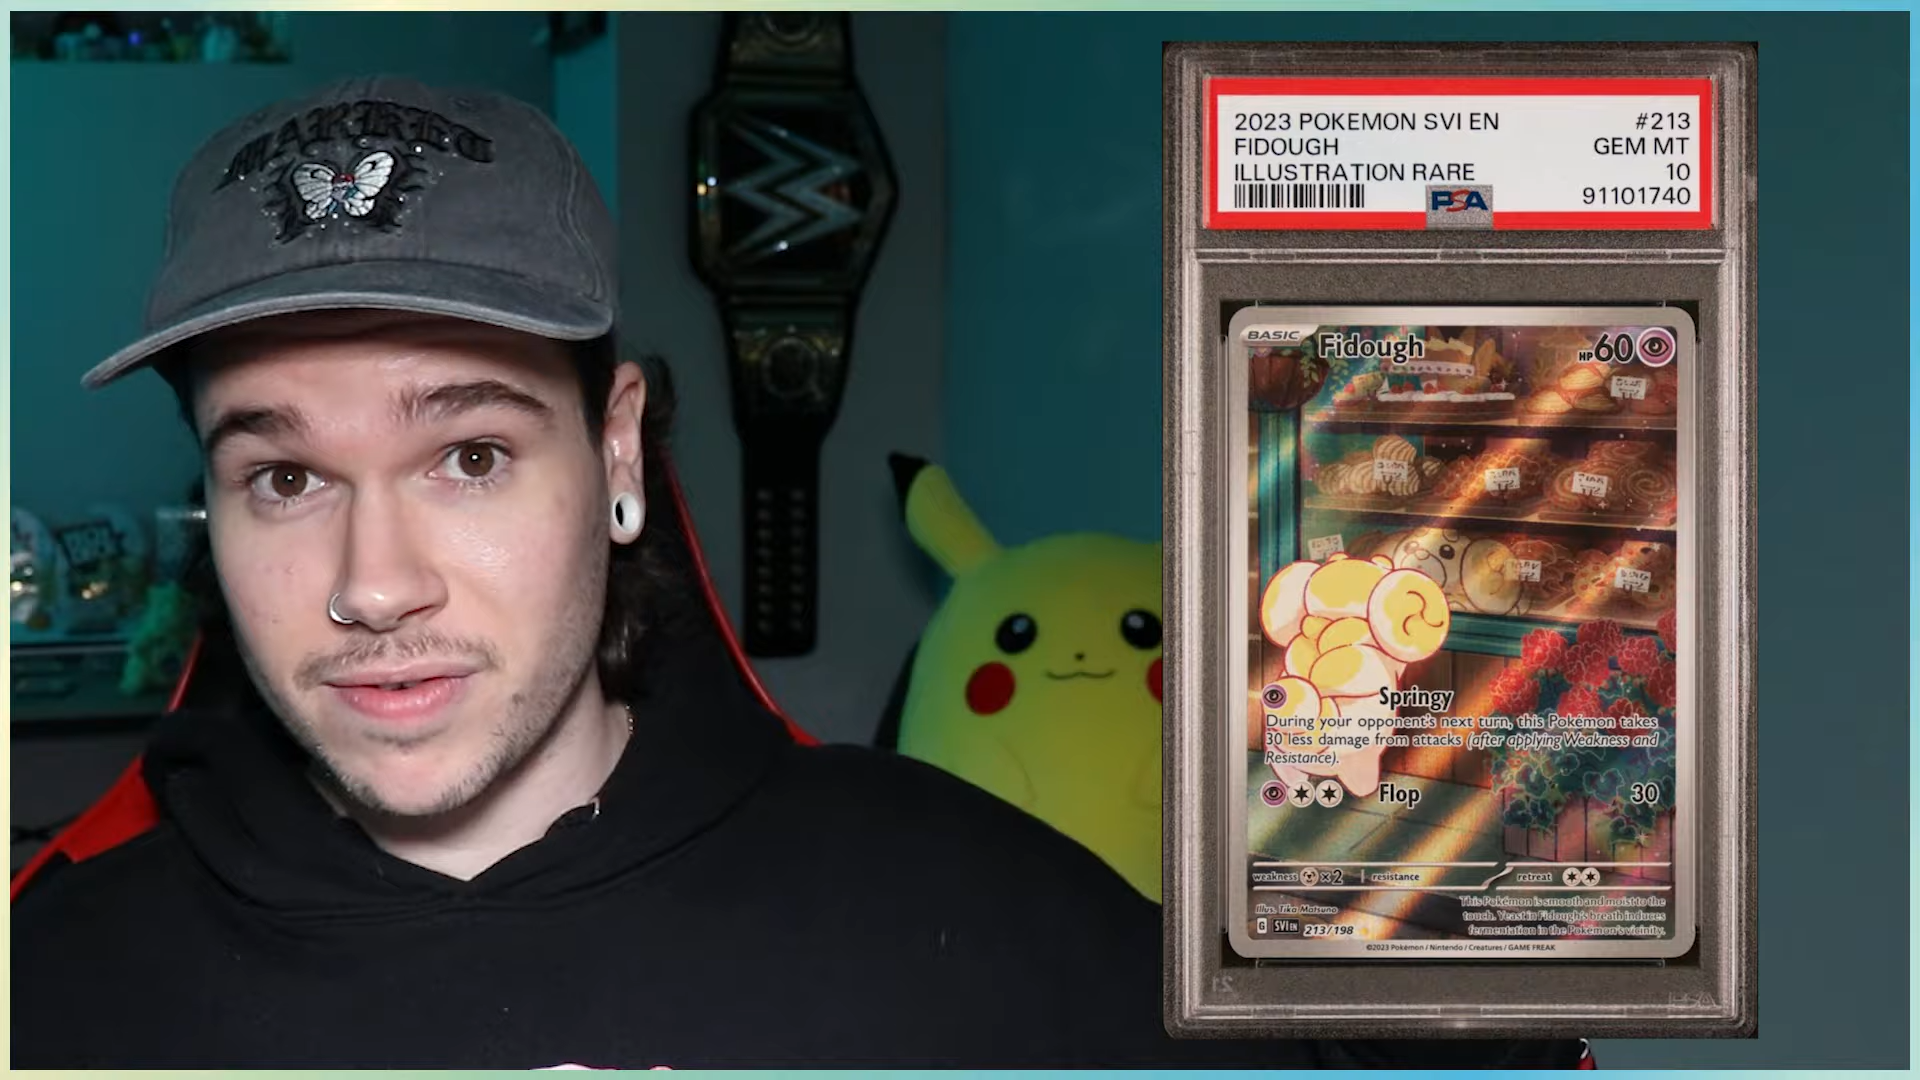 MARKET
2023 POKEMON SVI EN #213
FIDOUGH GEM MT
ILLUSTRATION RARE 10
PSA 91101740
BASIC Fidough HP 60
Springy
During your opponent's next turn, this Pokémon takes
30 less damage from attacks (after applying Weakness and
Resistance).
Flop 30
weakness ×2 resistance retreat
Illus. Tika Matsuno
This Pokémon is smooth and moist to the
touch. Yeast in Fidough's breath induces
fermentation in the Pokémon's vicinity.
G SVI EN 213/198
©2023 Pokémon / Nintendo / Creatures / GAME FREAK